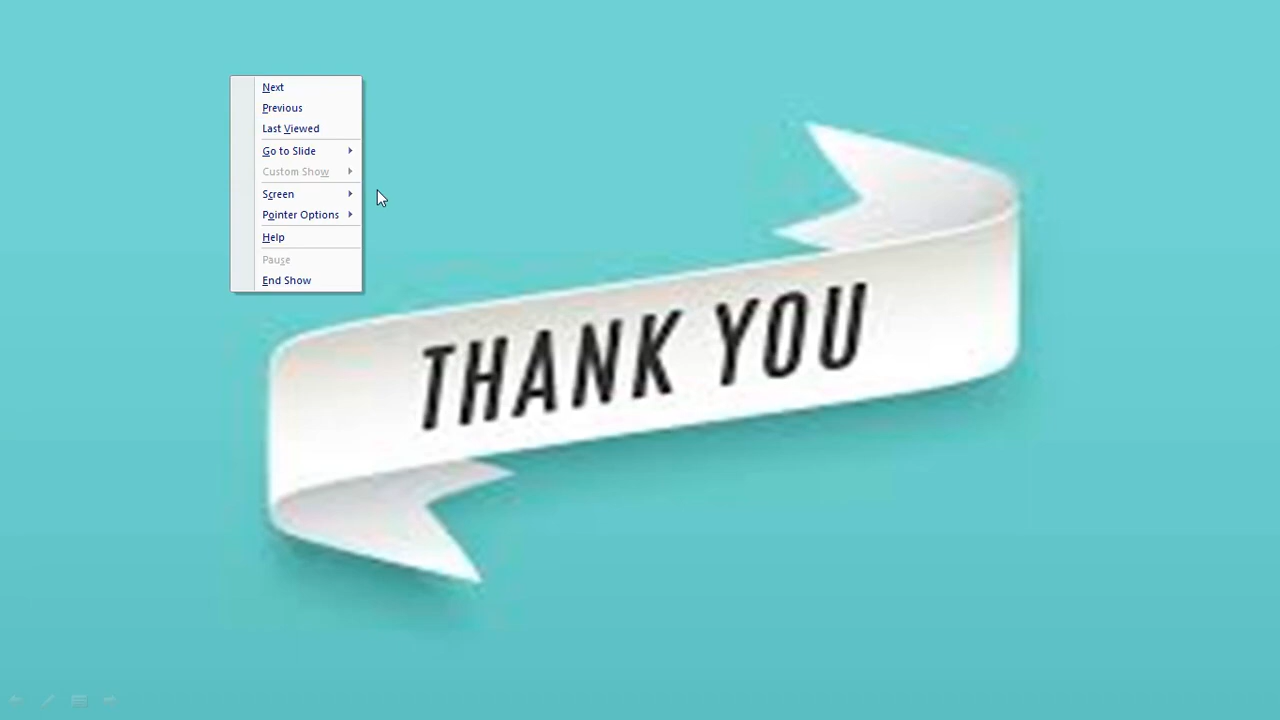 Next
Previous
Last Viewed
Go to Slide
Custom Show
Screen
Pointer Options
Help
Pause
End Show
THANK YOU